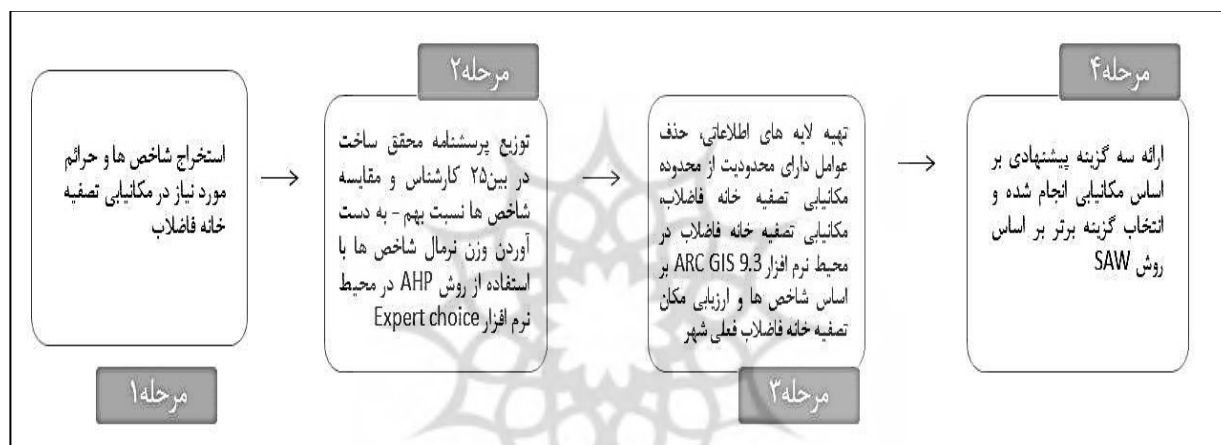 مرحله۱
استخراج شاخص ها و حرائم
مورد نیاز در مکانیابی تصفیه
خانه فاضلاب
مرحله۲
توزیع پرسشنامه محقق ساخت
در بین۲۵ کارشناس و مقایسه
شاخص ها نسبت بهم – به دست
آوردن وزن نرمال شاخص ها با
استفاده از روش AHP در محیط
نرم افزار Expert choice
تهیه لایه های اطلاعاتی، حذف
عوامل دارای محدودیت از محدوده
مکانیابی تصفیه خانه فاضلاب،
مکانیابی تصفیه خانه فاضلاب در
محیط نرم افزار ARC GIS 9.3 بر
اساس شاخص ها و ارزیابی مکان
تصفیه خانه فاضلاب فعلی شهر
مرحله۳
مرحله۴
ارائه سه گزینه پیشنهادی بر
اساس مکانیابی انجام شده و
انتخاب گزینه برتر بر اساس
روش SAW